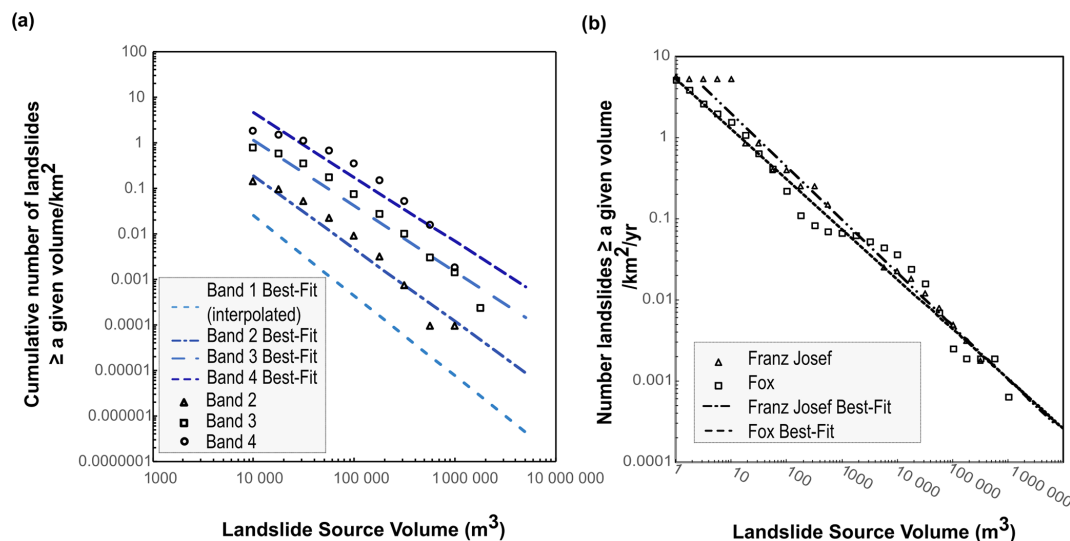 (a)
Cumulative number of landslides
≥ a given volume/km2
100
10
1
0.1
0.01
0.001
0.0001
0.00001
0.000001
0.0000001
Band 1 Best-Fit
(interpolated)
Band 2 Best-Fit
Band 3 Best-Fit
Band 4 Best-Fit
Band 2
Band 3
Band 4
1000
10 000
100 000
1000 000
10 000 000
Landslide Source Volume (m3)
(b)
Number landslides ≥ a given volume
/km2/yr
10
1
0.1
0.01
0.001
0.0001
Franz Josef
Fox
Franz Josef Best-Fit
Fox Best-Fit
1
10
100
1000
10 000
100 000
1000 000
Landslide Source Volume (m3)